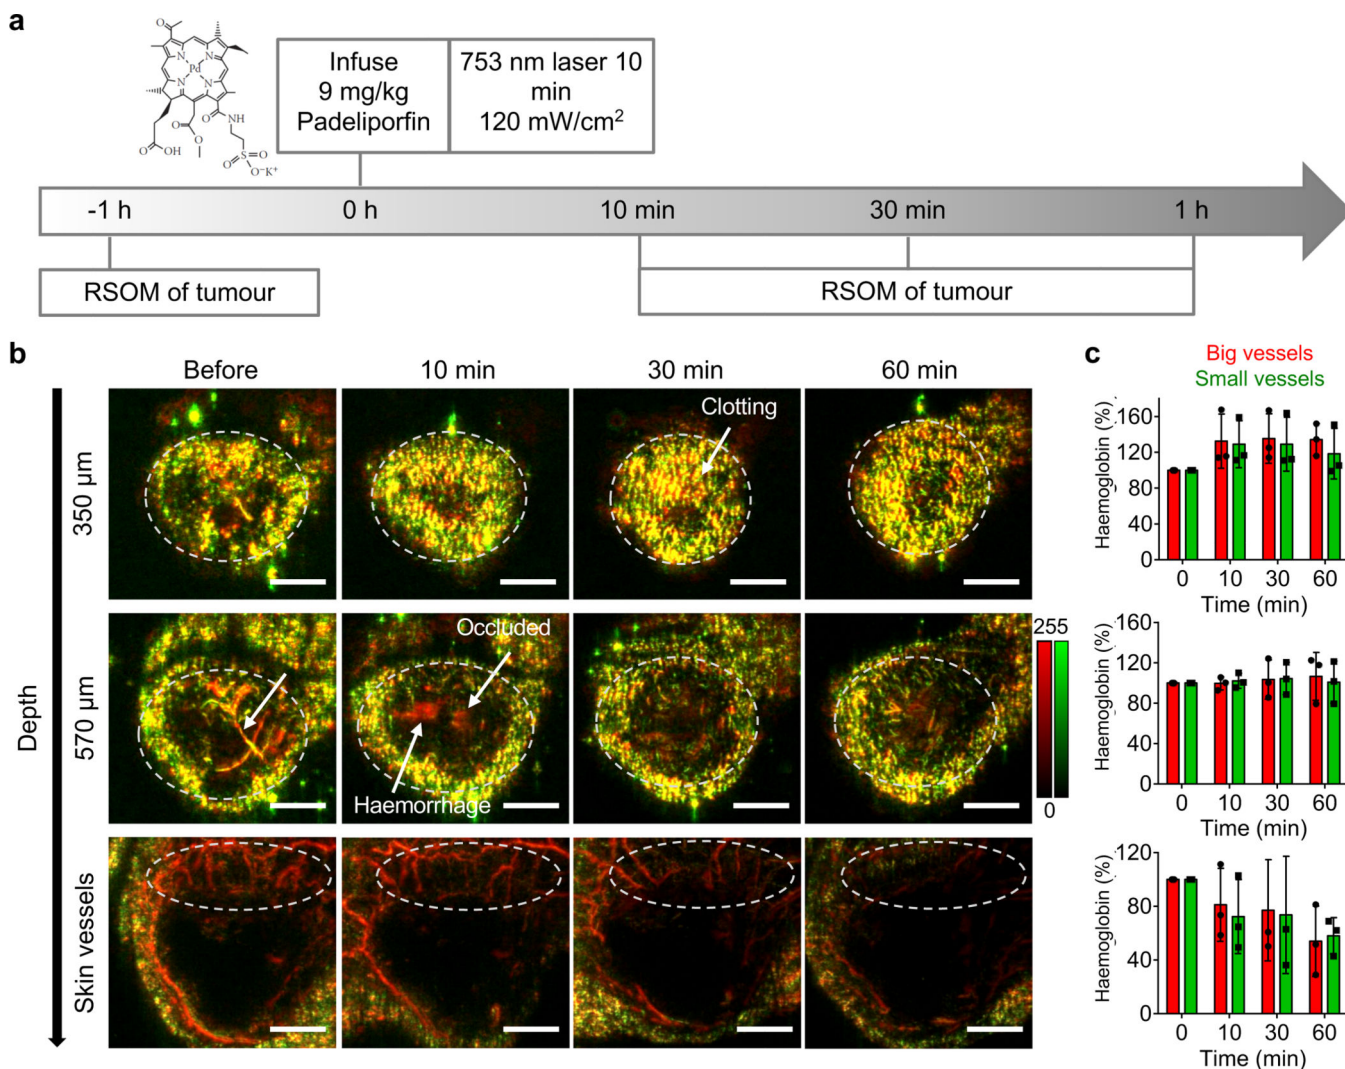 a
N
N
Pd
N
N
O
O
NH
O
OH
O
O
O
S
O
O⁻K⁺
Infuse
9 mg/kg
Padeliporfin
753 nm laser 10
min
120 mW/cm²
-1 h
0 h
10 min
30 min
1 h
RSOM of tumour
RSOM of tumour
b
Before
10 min
30 min
60 min
Depth
350 µm
Clotting
570 µm
Occluded
Haemorrhage
255
0
Skin vessels
c
Big vessels
Small vessels
Haemoglobin (%)
160
120
80
40
0
0 10 30 60
Time (min)
Haemoglobin (%)
160
120
80
40
0
0 10 30 60
Time (min)
Haemoglobin (%)
120
80
40
0
0 10 30 60
Time (min)